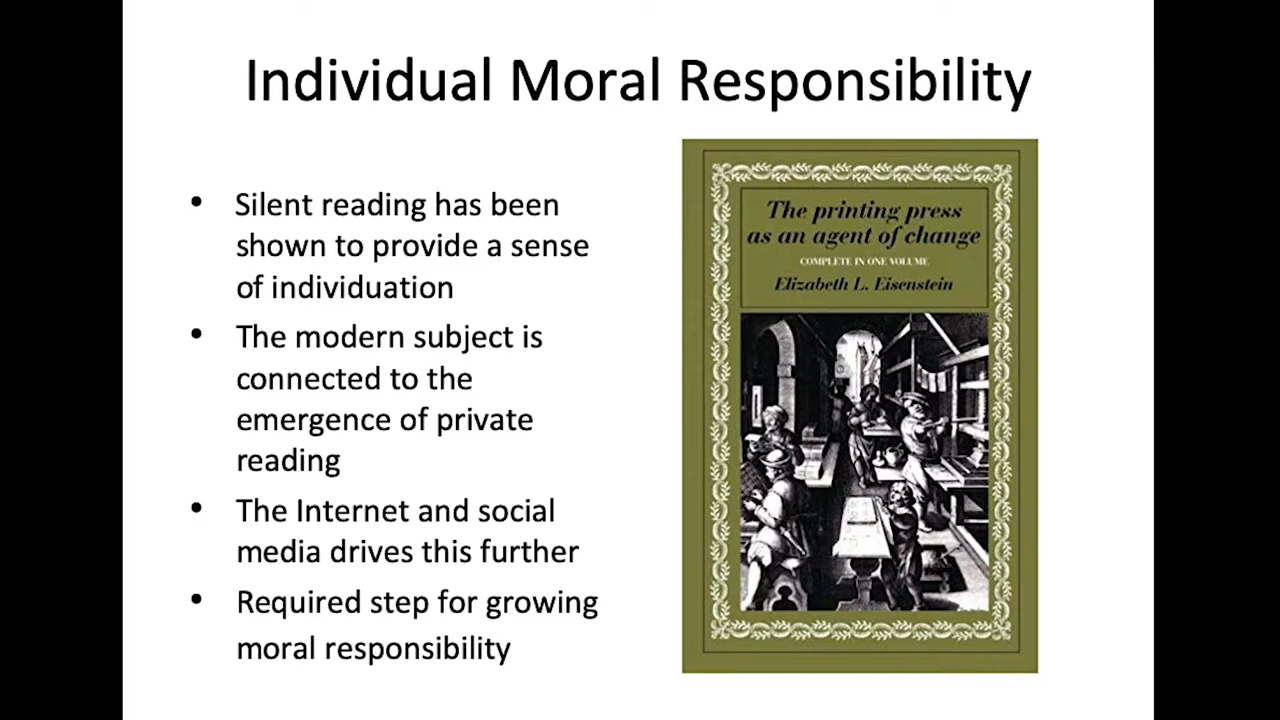 Individual Moral Responsibility
• Silent reading has been
shown to provide a sense
of individuation
• The modern subject is
connected to the
emergence of private
reading
• The Internet and social
media drives this further
• Required step for growing
moral responsibility
The printing press
as an agent of change
COMPLETE IN ONE VOLUME
Elizabeth L. Eisenstein